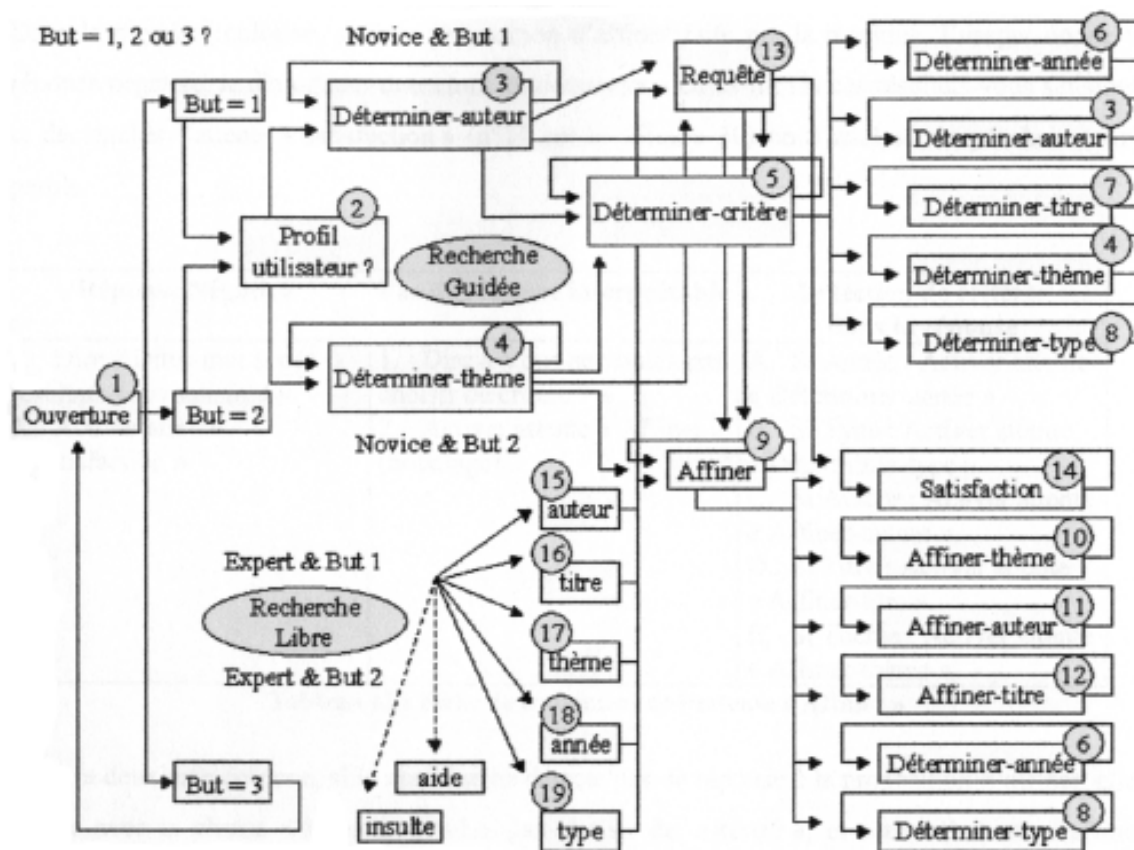 But = 1, 2 ou 3 ?
Novice & But 1
But = 1
3
Déterminer-auteur
13
Requête
5
Déterminer-critère
2
Profil
utilisateur ?
Recherche
Guidée
4
Déterminer-thème
Novice & But 2
1
Ouverture
But = 2
But = 3
9
Affiner
Expert & But 1
Recherche
Libre
Expert & But 2
aide
insulte
15
auteur
16
titre
17
thème
18
année
19
type
6
Déterminer-année
3
Déterminer-auteur
7
Déterminer-titre
4
Déterminer-thème
8
Déterminer-type
14
Satisfaction
10
Affiner-thème
11
Affiner-auteur
12
Affiner-titre
6
Déterminer-année
8
Déterminer-type